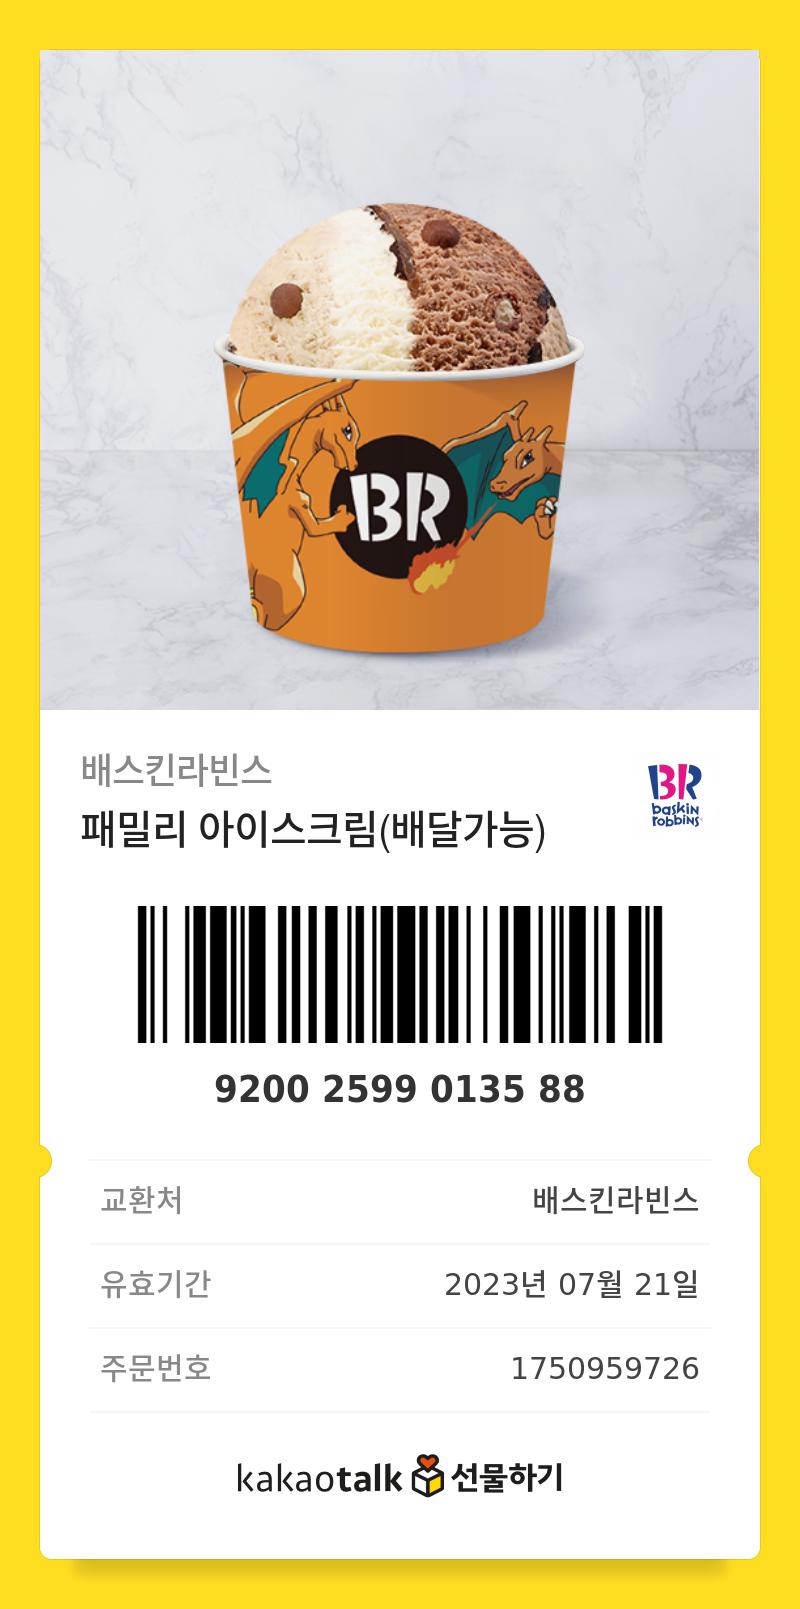 BR
배스킨라빈스
패밀리 아이스크림(배달가능)
BR
baskin
robbins
9200 2599 0135 88
교환처 배스킨라빈스
유효기간 2023년 07월 21일
주문번호 1750959726
kakaotalk 선물하기